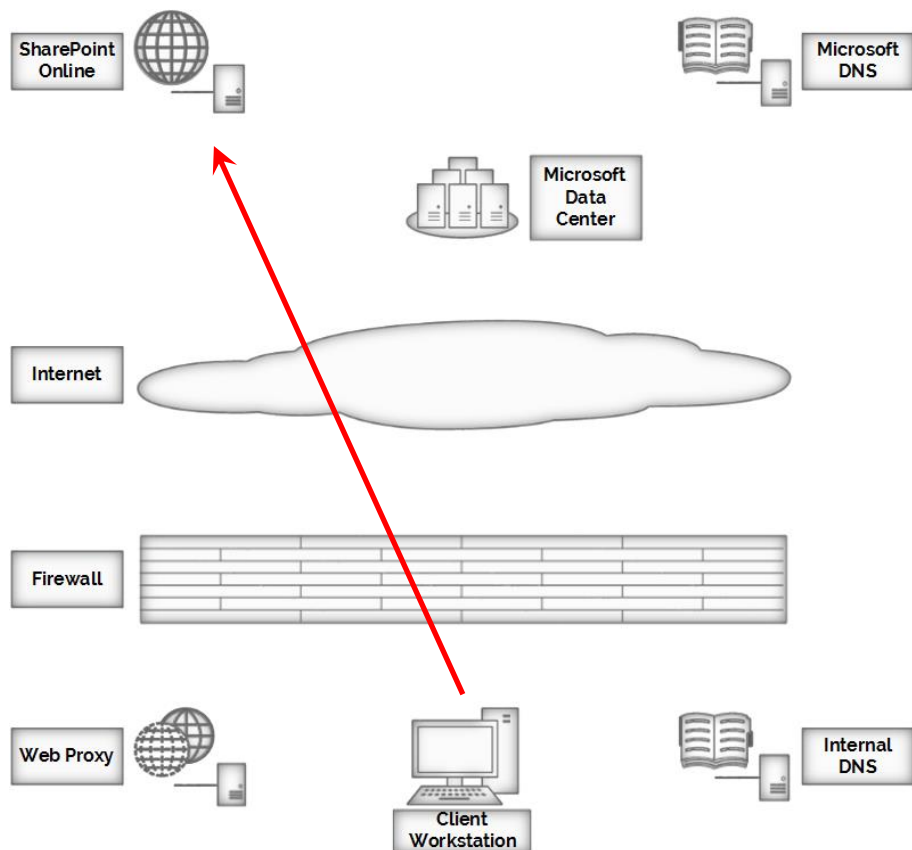 SharePoint
Online
Microsoft
DNS
Microsoft
Data
Center
Internet
Firewall
Web Proxy
Client
Workstation
Internal
DNS